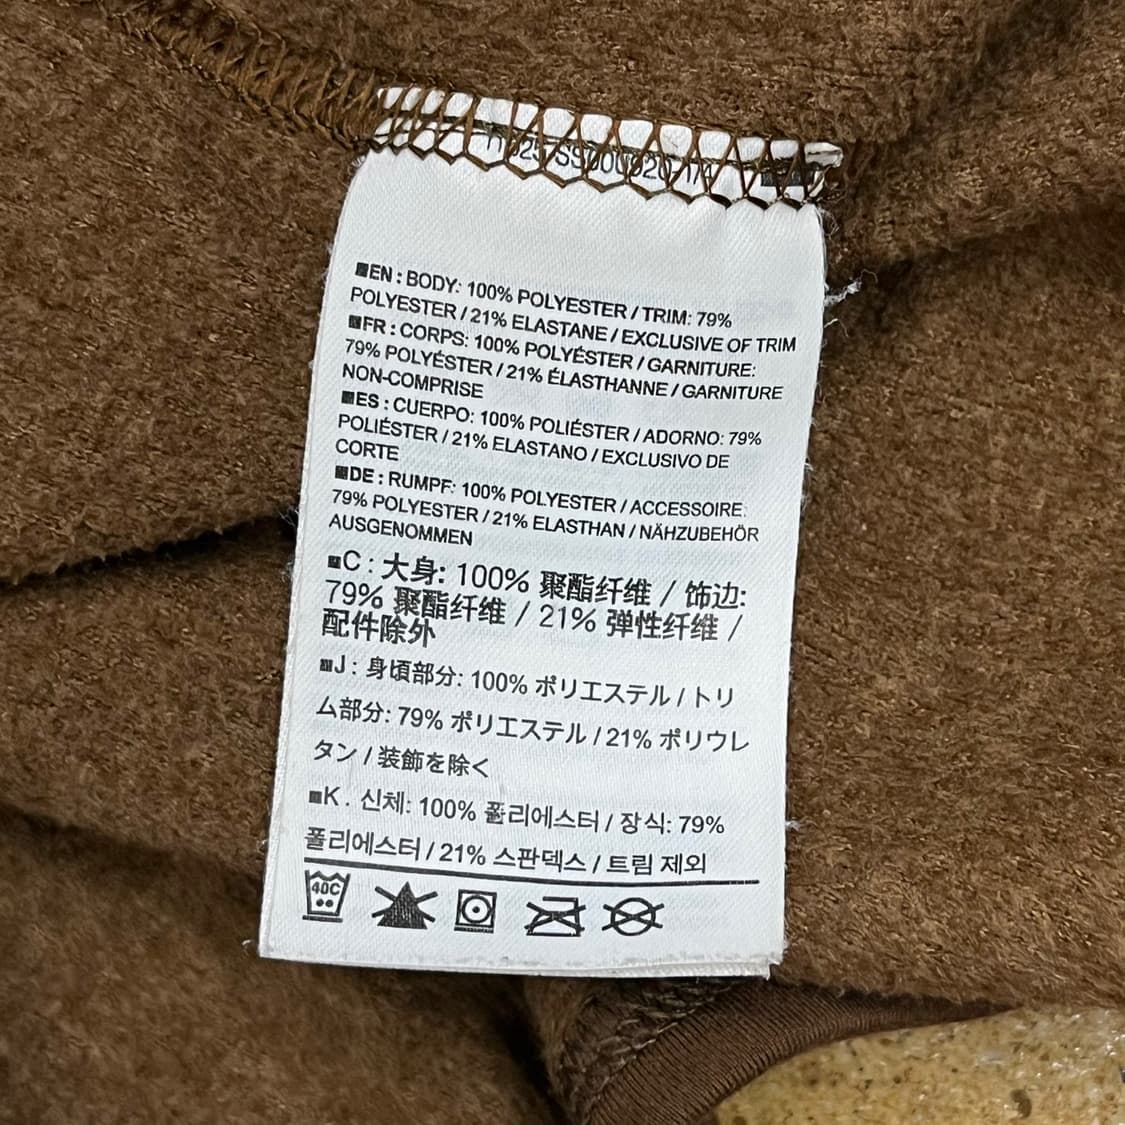 ■EN : BODY: 100% POLYESTER / TRIM: 79%
POLYESTER / 21% ELASTANE / EXCLUSIVE OF TRIM
■FR : CORPS: 100% POLYÉSTER / GARNITURE:
79% POLYÉSTER / 21% ÉLASTHANNE / GARNITURE
NON-COMPRISE
■ES : CUERPO: 100% POLIÉSTER / ADORNO: 79%
POLIÉSTER / 21% ELASTANO / EXCLUSIVO DE
CORTE
■DE : RUMPF: 100% POLYESTER / ACCESSOIRE:
79% POLYESTER / 21% ELASTHAN / NÄHZUBEHÖR
AUSGENOMMEN
■C : 大身: 100% 聚酯纤维 / 饰边:
79% 聚酯纤维 / 21% 弹性纤维 /
配件除外
■J : 身頃部分: 100% ポリエステル / トリ
ム部分: 79% ポリエステル / 21% ポリウレ
タン / 装飾を除く
■K . 신체: 100% 폴리에스터 / 장식: 79%
폴리에스터 / 21% 스판덱스 / 트림 제외
40C